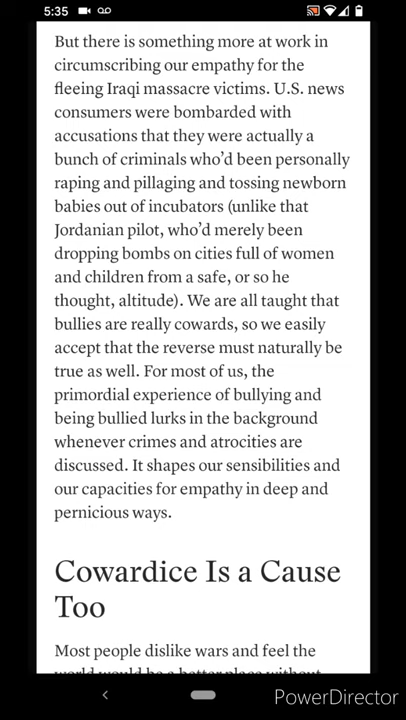 5:35
But there is something more at work in
circumscribing our empathy for the
fleeing Iraqi massacre victims. U.S. news
consumers were bombarded with
accusations that they were actually a
bunch of criminals who’d been personally
raping and pillaging and tossing newborn
babies out of incubators (unlike that
Jordanian pilot, who’d merely been
dropping bombs on cities full of women
and children from a safe, or so he
thought, altitude). We are all taught that
bullies are really cowards, so we easily
accept that the reverse must naturally be
true as well. For most of us, the
primordial experience of bullying and
being bullied lurks in the background
whenever crimes and atrocities are
discussed. It shapes our sensibilities and
our capacities for empathy in deep and
pernicious ways.
Cowardice Is a Cause
Too
Most people dislike wars and feel the
world would be a better place without
PowerDirector